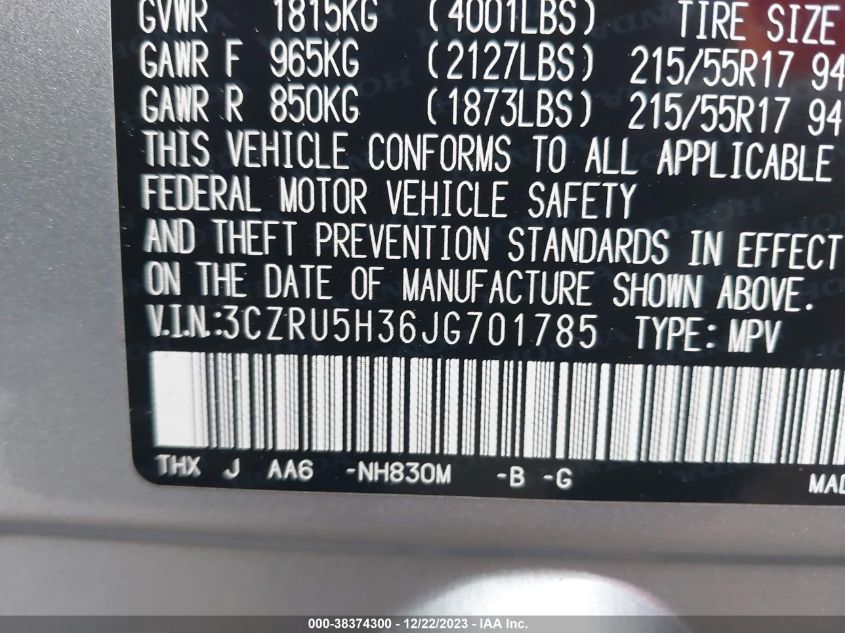 GVWR 1815KG (4001LBS) TIRE SIZE
GAWR F 965KG (2127LBS) 215/55R17 94
GAWR R 850KG (1873LBS) 215/55R17 94
THIS VEHICLE CONFORMS TO ALL APPLICABLE
FEDERAL MOTOR VEHICLE SAFETY
AND THEFT PREVENTION STANDARDS IN EFFECT
ON THE DATE OF MANUFACTURE SHOWN ABOVE.
V.I.N.:3CZRU5H36JG701785 TYPE: MPV
THX J AA6 -NH830M -B -G
000-38374300 - 12/22/2023 - IAA Inc.